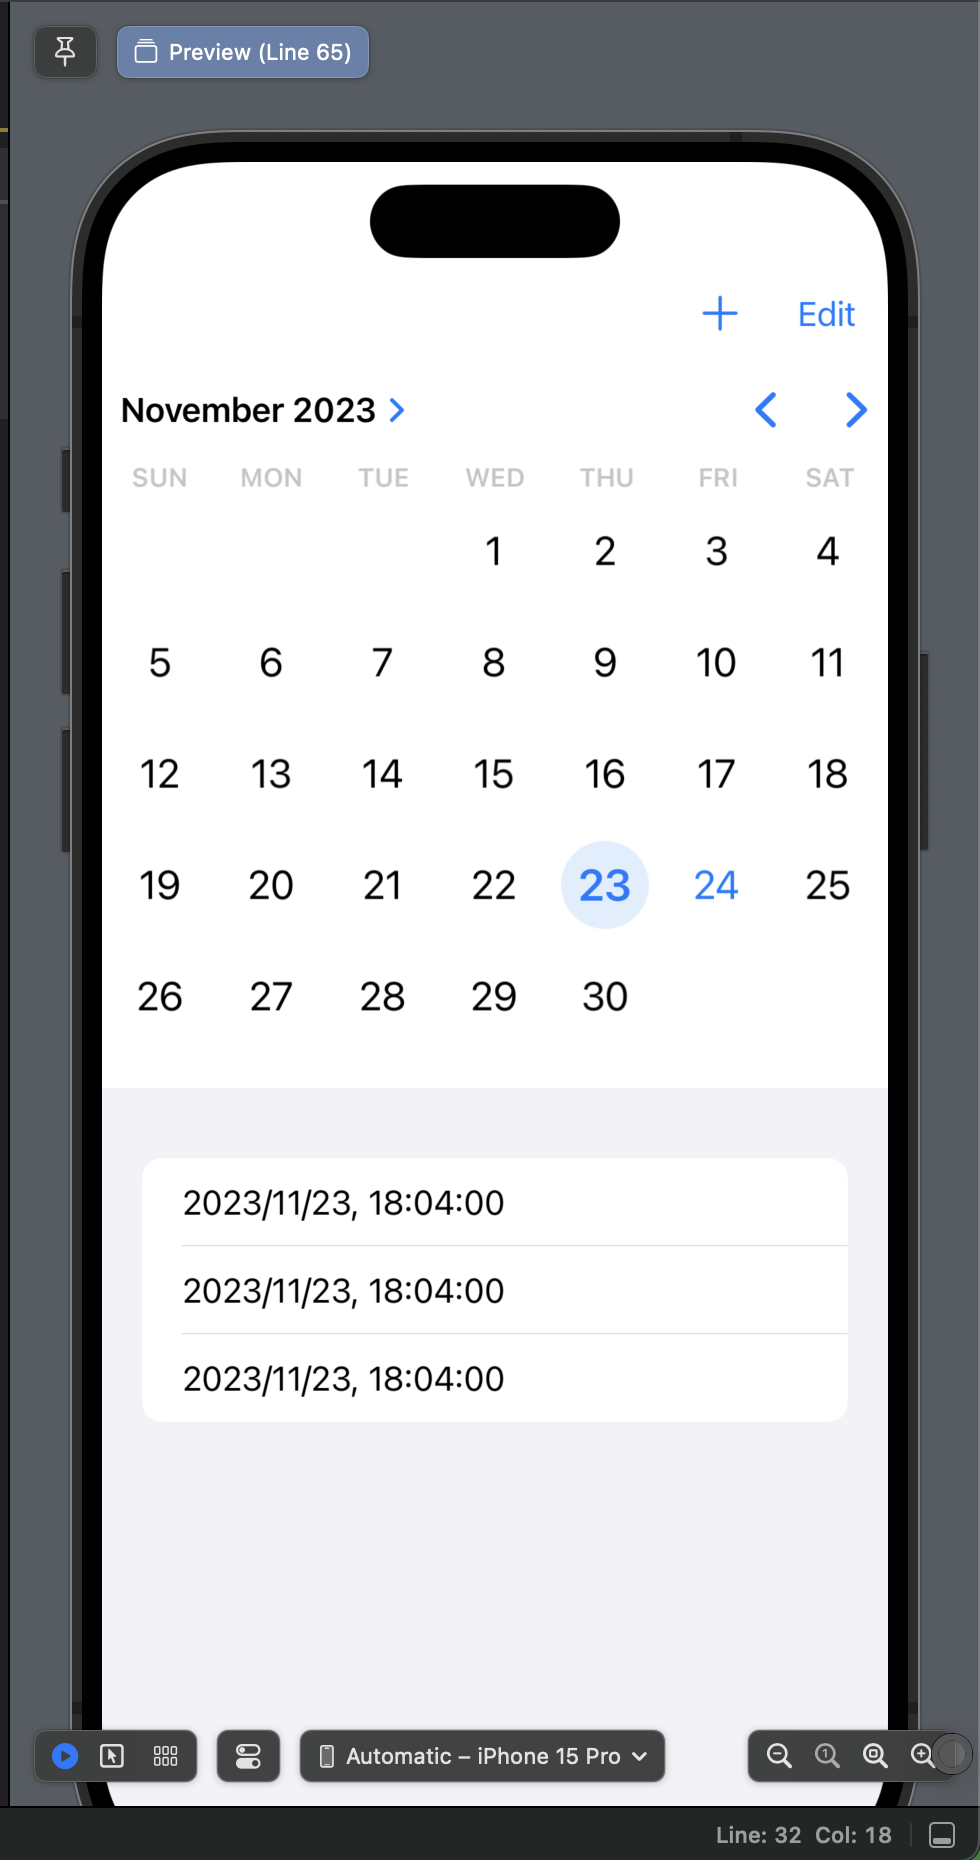 Preview (Line 65)
Edit
November 2023
SUN MON TUE WED THU FRI SAT
1 2 3 4
5 6 7 8 9 10 11
12 13 14 15 16 17 18
19 20 21 22 23 24 25
26 27 28 29 30
2023/11/23, 18:04:00
2023/11/23, 18:04:00
2023/11/23, 18:04:00
Automatic – iPhone 15 Pro
1
Line: 32 Col: 18